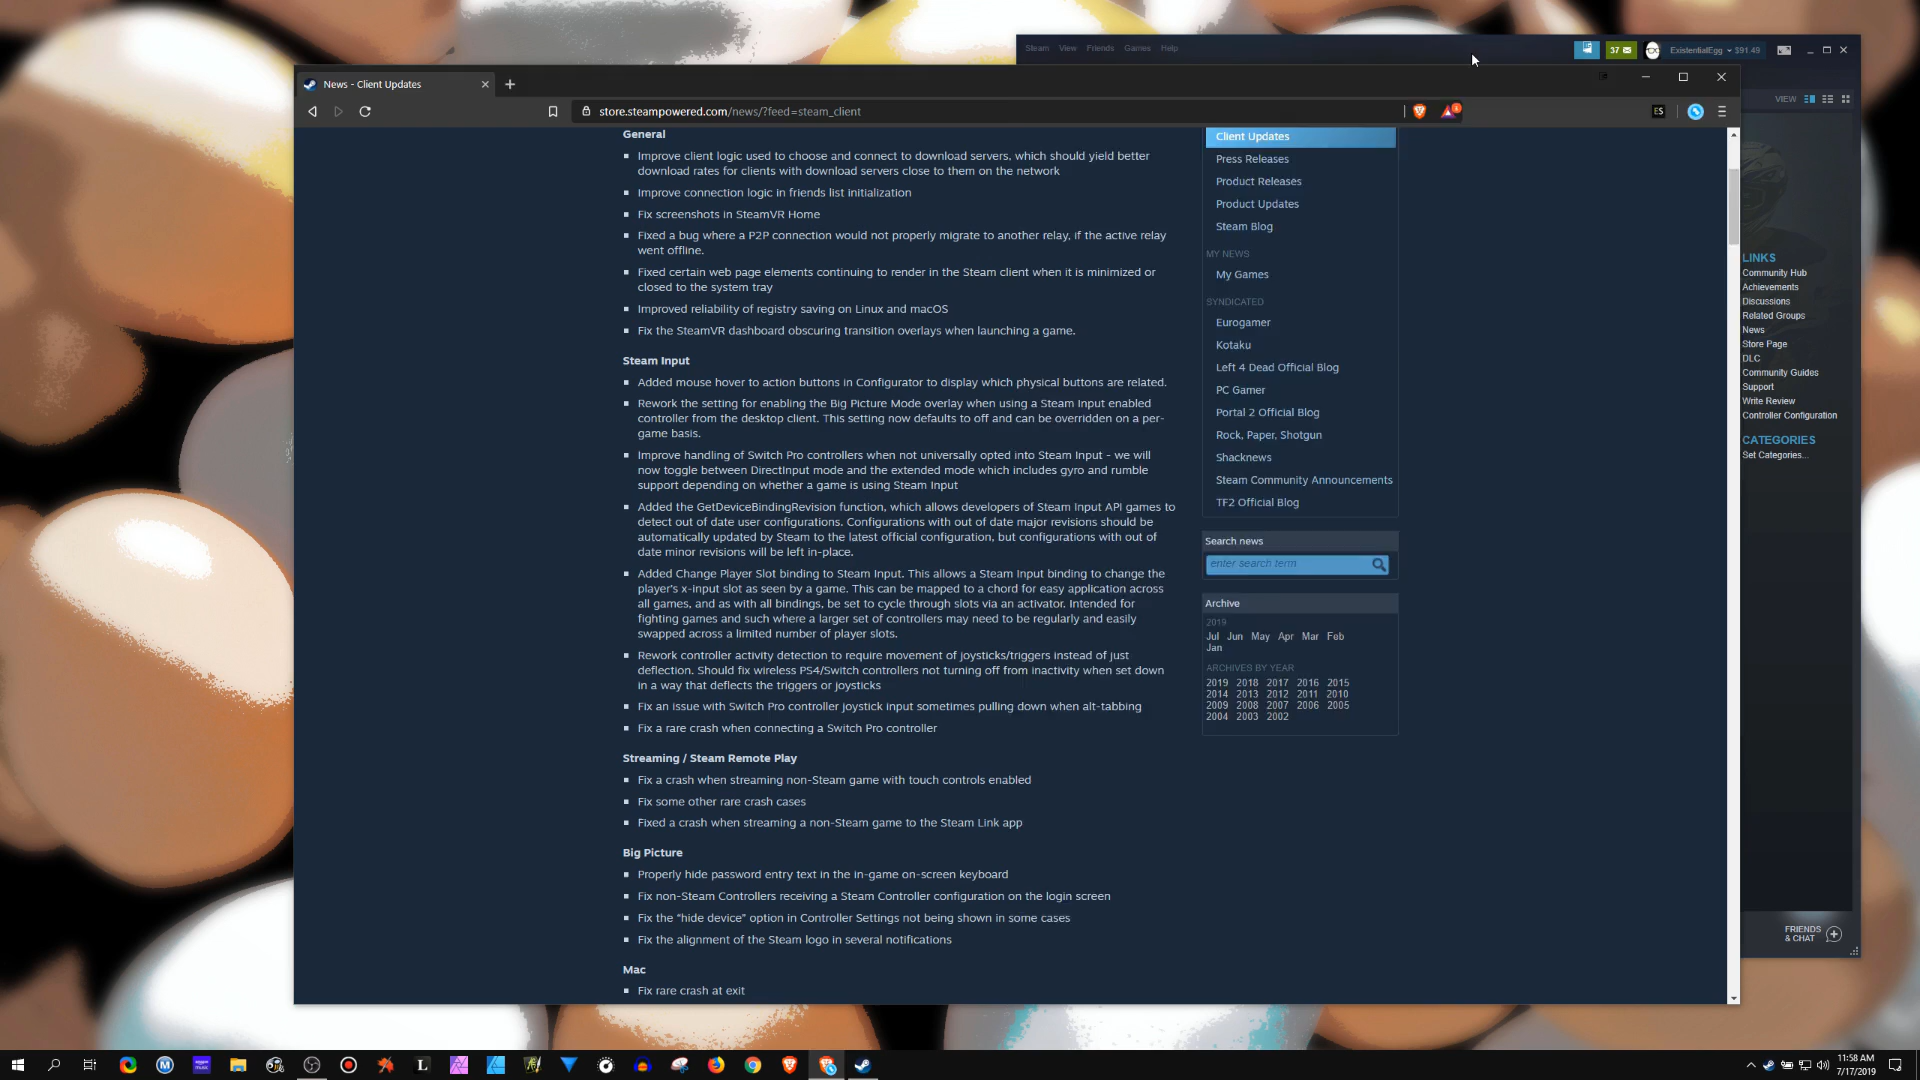 Steam View Friends Games Help
37
ExistentialEgg $91.49
News - Client Updates
store.steampowered.com/news/?feed=steam_client
ES
VIEW
General
Improve client logic used to choose and connect to download servers, which should yield better
download rates for clients with download servers close to them on the network
Improve connection logic in friends list initialization
Fix screenshots in SteamVR Home
Fixed a bug where a P2P connection would not properly migrate to another relay, if the active relay
went offline.
Fixed certain web page elements continuing to render in the Steam client when it is minimized or
closed to the system tray
Improved reliability of registry saving on Linux and macOS
Fix the SteamVR dashboard obscuring transition overlays when launching a game.
Steam Input
Added mouse hover to action buttons in Configurator to display which physical buttons are related.
Rework the setting for enabling the Big Picture Mode overlay when using a Steam Input enabled
controller from the desktop client. This setting now defaults to off and can be overridden on a per-
game basis.
Improve handling of Switch Pro controllers when not universally opted into Steam Input - we will
now toggle between DirectInput mode and the extended mode which includes gyro and rumble
support depending on whether a game is using Steam Input
Added the GetDeviceBindingRevision function, which allows developers of Steam Input API games to
detect out of date user configurations. Configurations with out of date major revisions should be
automatically updated by Steam to the latest official configuration, but configurations with out of
date minor revisions will be left in-place.
Added Change Player Slot binding to Steam Input. This allows a Steam Input binding to change the
player's x-input slot as seen by a game. This can be mapped to a chord for easy application across
all games, and as with all bindings, be set to cycle through slots via an activator. Intended for
fighting games and such where a larger set of controllers may need to be regularly and easily
swapped across a limited number of player slots.
Rework controller activity detection to require movement of joysticks/triggers instead of just
deflection. Should fix wireless PS4/Switch controllers not turning off from inactivity when set down
in a way that deflects the triggers or joysticks
Fix an issue with Switch Pro controller joystick input sometimes pulling down when alt-tabbing
Fix a rare crash when connecting a Switch Pro controller
Streaming / Steam Remote Play
Fix a crash when streaming non-Steam game with touch controls enabled
Fix some other rare crash cases
Fixed a crash when streaming a non-Steam game to the Steam Link app
Big Picture
Properly hide password entry text in the in-game on-screen keyboard
Fix non-Steam Controllers receiving a Steam Controller configuration on the login screen
Fix the "hide device" option in Controller Settings not being shown in some cases
Fix the alignment of the Steam logo in several notifications
Mac
Fix rare crash at exit
Client Updates
Press Releases
Product Releases
Product Updates
Steam Blog
MY NEWS
My Games
SYNDICATED
Eurogamer
Kotaku
Left 4 Dead Official Blog
PC Gamer
Portal 2 Official Blog
Rock, Paper, Shotgun
Shacknews
Steam Community Announcements
TF2 Official Blog
Search news
enter search term
Archive
2019
Jul Jun May Apr Mar Feb
Jan
ARCHIVES BY YEAR
2019 2018 2017 2016 2015
2014 2013 2012 2011 2010
2009 2008 2007 2006 2005
2004 2003 2002
LINKS
Community Hub
Achievements
Discussions
Related Groups
News
Store Page
DLC
Community Guides
Support
Write Review
Controller Configuration
CATEGORIES
Set Categories...
FRIENDS
& CHAT
11:58 AM
7/17/2019